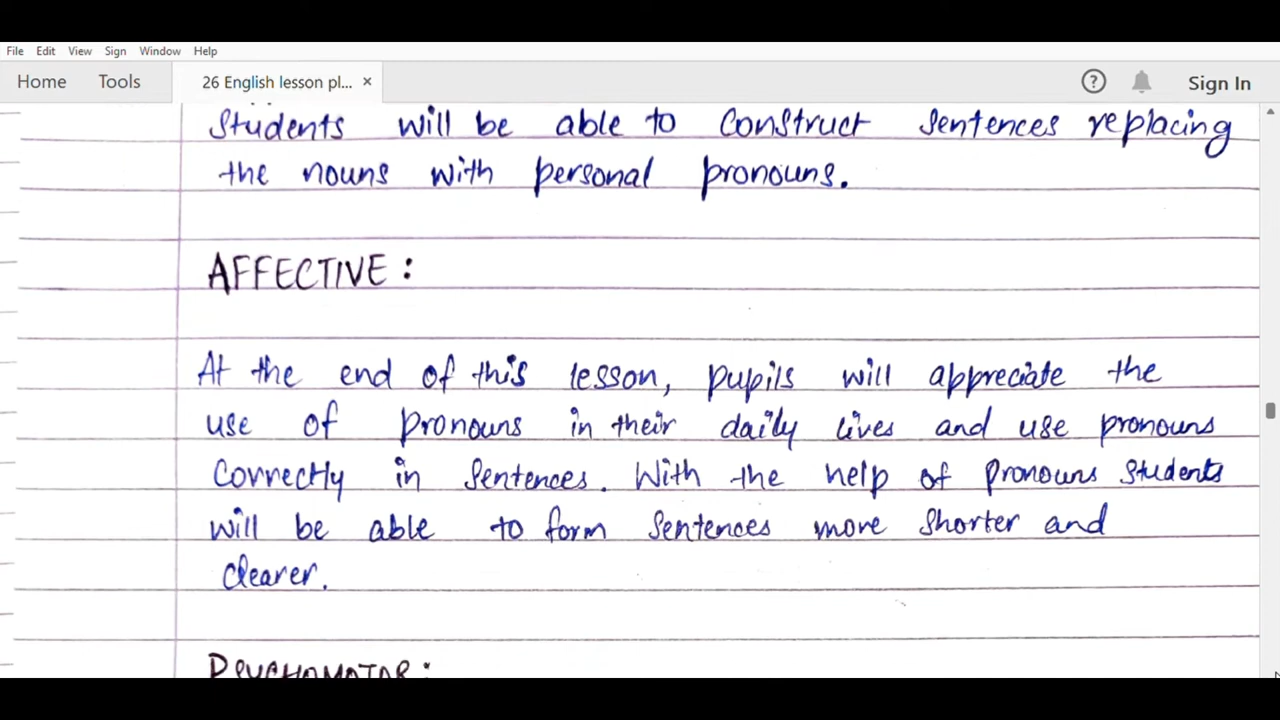 File Edit View Sign Window Help
Home Tools 26 English lesson pl... × ? Sign In
Students will be able to construct sentences replacing
the nouns with personal pronouns.
AFFECTIVE:
At the end of this lesson, pupils will appreciate the
use of pronouns in their daily lives and use pronouns
correctly in sentences. With the help of pronouns students
will be able to form sentences more shorter and
clearer.
PSYCHOMOTOR: